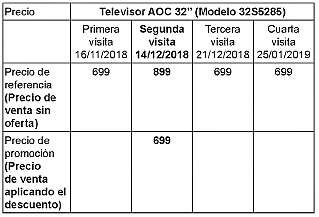 Precio
Televisor AOC 32" (Modelo 32S5285)
Primera visita 16/11/2018
Segunda visita 14/12/2018
Tercera visita 21/12/2018
Cuarta visita 25/01/2019
Precio de referencia (Precio de venta sin oferta)
699
899
699
699
Precio de promoción (Precio de venta aplicando el descuento)
699